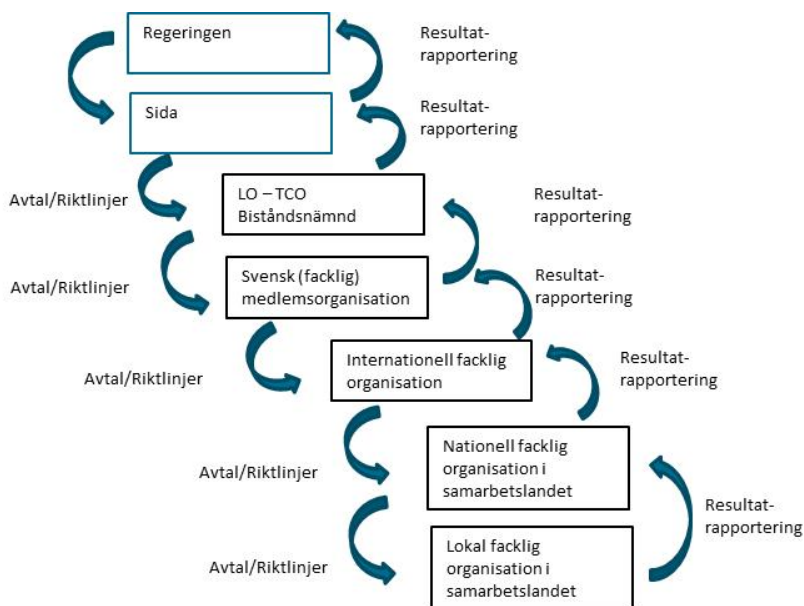 Regeringen
Resultat-
rapportering
Sida
Resultat-
rapportering
Avtal/Riktlinjer
LO – TCO
Biståndsnämnd
Resultat-
rapportering
Avtal/Riktlinjer
Svensk (facklig)
medlemsorganisation
Resultat-
rapportering
Avtal/Riktlinjer
Internationell facklig
organisation
Resultat-
rapportering
Avtal/Riktlinjer
Nationell facklig
organisation i
samarbetslandet
Resultat-
rapportering
Avtal/Riktlinjer
Lokal facklig
organisation i
samarbetslandet